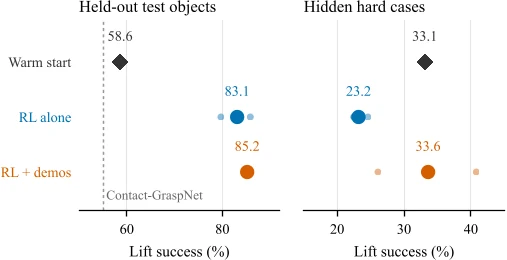 Held-out test objects
Hidden hard cases
58.6
33.1
Warm start
83.1
23.2
RL alone
85.2
33.6
RL + demos
Contact-GraspNet
60
80
20
30
40
Lift success (%)
Lift success (%)